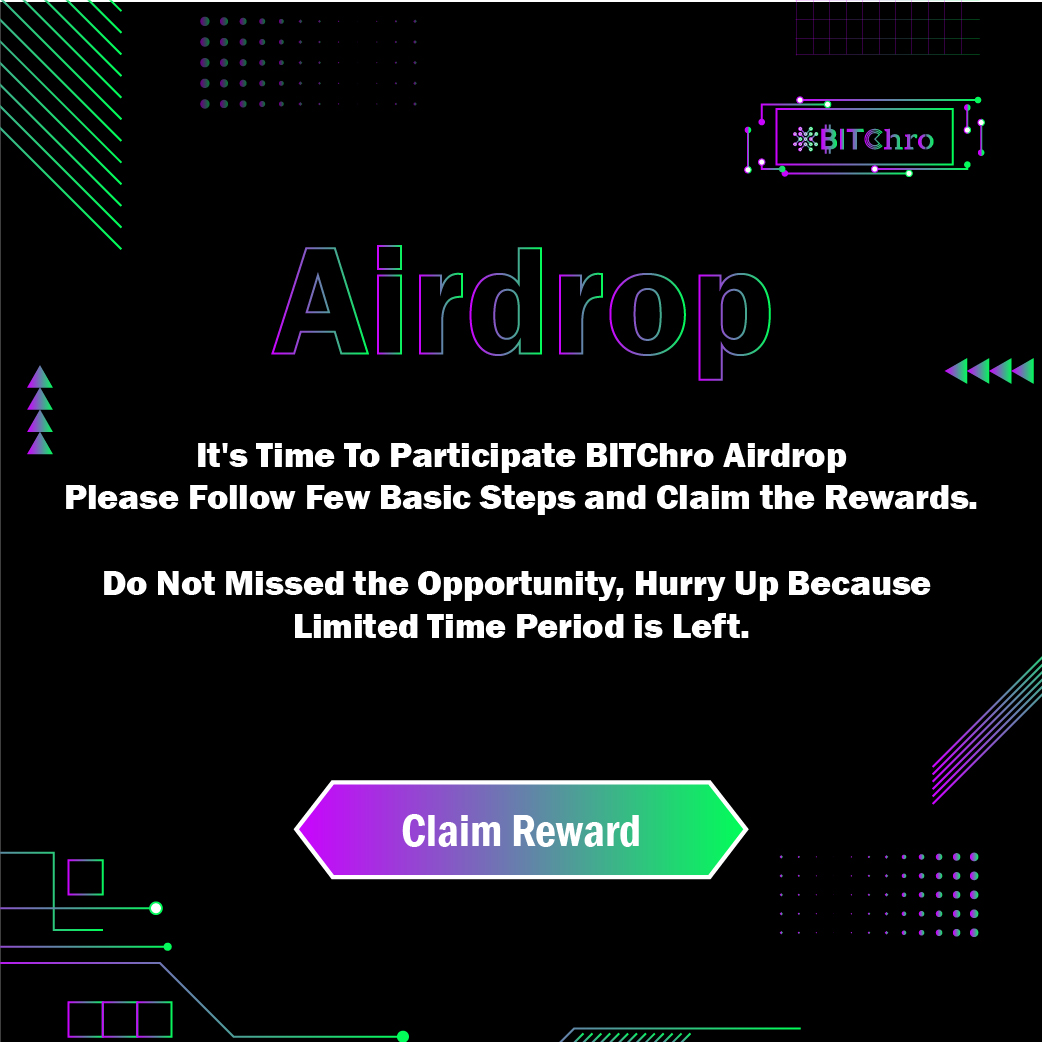 BITChro
Airdrop
It's Time To Participate BITChro Airdrop
Please Follow Few Basic Steps and Claim the Rewards.
Do Not Missed the Opportunity, Hurry Up Because
Limited Time Period is Left.
Claim Reward